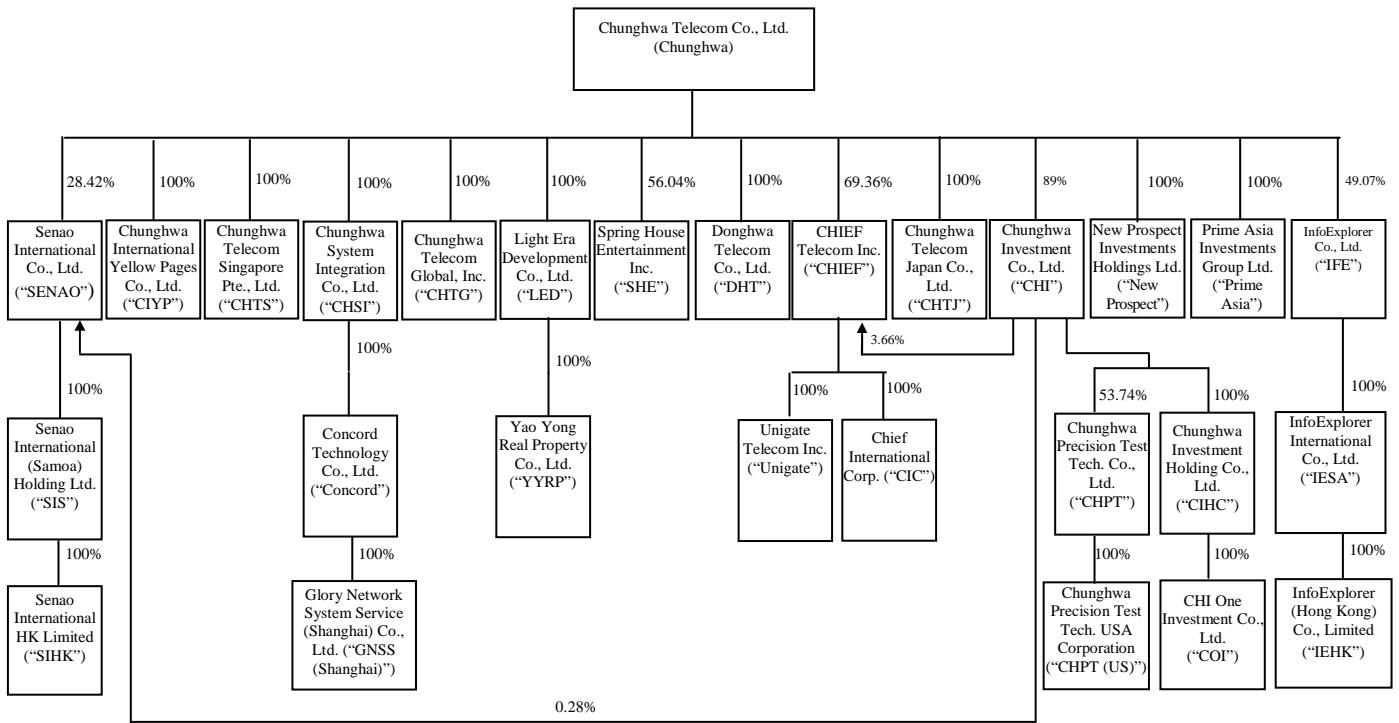 Chunghwa Telecom Co., Ltd.
(Chunghwa)
28.42%
100%
100%
100%
100%
100%
56.04%
100%
69.36%
100%
89%
100%
100%
49.07%
Senao
International
Co., Ltd.
(“SENAO”)
Chunghwa
International
Yellow Pages
Co., Ltd.
(“CIYP”)
Chunghwa
Telecom
Singapore
Pte., Ltd.
(“CHTS”)
Chunghwa
System
Integration
Co., Ltd.
(“CHSI”)
Chunghwa
Telecom
Global, Inc.
(“CHTG”)
Light Era
Development
Co., Ltd.
(“LED”)
Spring House
Entertainment
Inc.
(“SHE”)
Donghwa
Telecom
Co., Ltd.
(“DHT”)
CHIEF
Telecom Inc.
(“CHIEF”)
Chunghwa
Telecom
Japan Co.,
Ltd.
(“CHTJ”)
Chunghwa
Investment
Co., Ltd.
(“CHI”)
New Prospect
Investments
Holdings Ltd.
(“New
Prospect”)
Prime Asia
Investments
Group Ltd.
(“Prime
Asia”)
InfoExplorer
Co., Ltd.
(“IFE”)
3.66%
100%
100%
100%
100%
100%
53.74%
100%
100%
Senao
International
(Samoa)
Holding Ltd.
(“SIS”)
Concord
Technology
Co., Ltd.
(“Concord”)
Yao Yong
Real Property
Co., Ltd.
(“YYRP”)
Unigate
Telecom Inc.
(“Unigate”)
Chief
International
Corp. (“CIC”)
Chunghwa
Precision Test
Tech. Co.,
Ltd.
(“CHPT”)
Chunghwa
Investment
Holding Co.,
Ltd.
(“CIHC”)
InfoExplorer
International
Co., Ltd.
(“IESA”)
100%
100%
100%
100%
100%
Senao
International
HK Limited
(“SIHK”)
Glory Network
System Service
(Shanghai) Co.,
Ltd. (“GNSS
(Shanghai)”)
Chunghwa
Precision Test
Tech. USA
Corporation
(“CHPT (US)”)
CHI One
Investment Co.,
Ltd.
(“COI”)
InfoExplorer
(Hong Kong)
Co., Limited
(“IEHK”)
0.28%